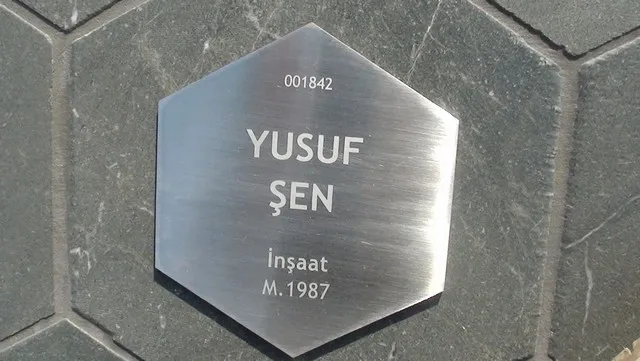 001842
YUSUF
ŞEN
İnşaat
M.1987